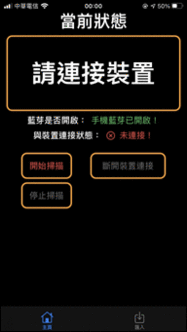 中華電信
00:00
50%
當前狀態
請連接裝置
藍芽是否開啟： 手機藍芽已開啟！
與裝置連接狀態： 未連接！
開始掃描
斷開裝置連接
停止掃描
主頁
匯入